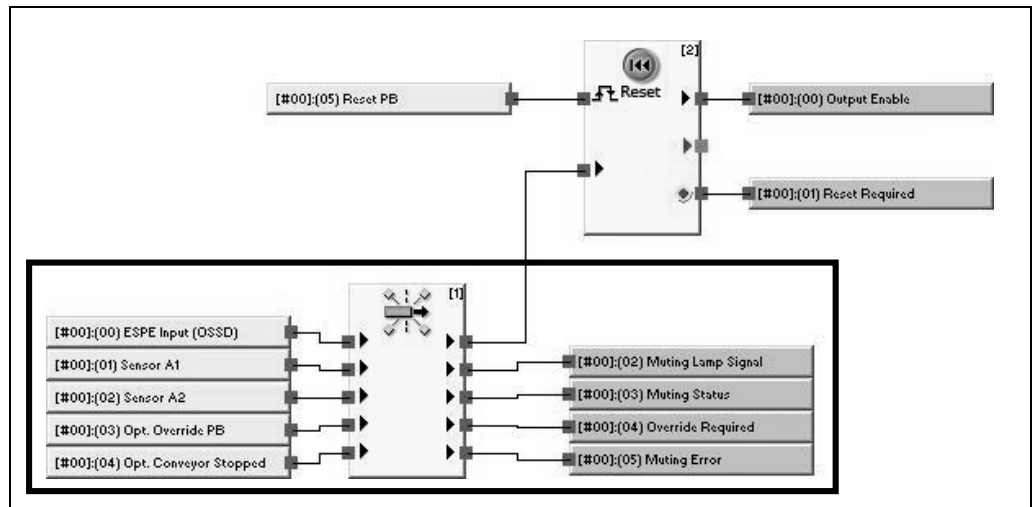 [2]
[#00]:(05) Reset PB
Reset
[#00]:(00) Output Enable
[#00]:(01) Reset Required
[1]
[#00]:(00) ESPE Input (OSSD)
[#00]:(01) Sensor A1
[#00]:(02) Sensor A2
[#00]:(03) Opt. Override PB
[#00]:(04) Opt. Conveyor Stopped
[#00]:(02) Muting Lamp Signal
[#00]:(03) Muting Status
[#00]:(04) Override Required
[#00]:(05) Muting Error